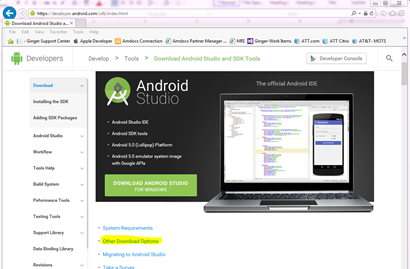 https://developer.android.com/sdk/index.html
Download Android Studio a...
File Edit View Favorites Tools Help
Ginger Support Center
Apple Developer
Amdocs Connection
Amdocs Partner Manager ...
MRE
Ginger-Work Items
ATT.com
ATT Citrix
AT&T- MOTS
Developers
Develop > Tools > Download Android Studio and SDK Tools
Developer Console
Download
Installing the SDK
Adding SDK Packages
Android Studio
Workflow
Tools Help
Build System
Peformance Tools
Testing Tools
Support Library
Data Binding Library
Revisions
Android
Studio
The official Android IDE
• Android Studio IDE
• Android SDK tools
• Android 5.0 (Lollipop) Platform
• Android 5.0 emulator system image
with Google APIs
DOWNLOAD ANDROID STUDIO
FOR WINDOWS
• System Requirements
• Other Download Options
• Migrating to Android Studio
• Take a Survey